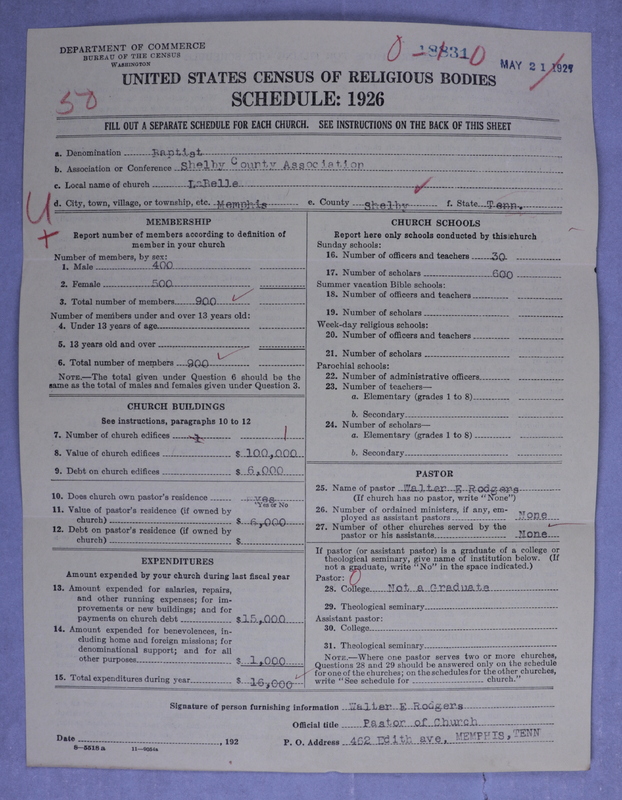 DEPARTMENT OF COMMERCE
BUREAU OF THE CENSUS
WASHINGTON
MAY 21 1927
UNITED STATES CENSUS OF RELIGIOUS BODIES
SCHEDULE: 1926
50
FILL OUT A SEPARATE SCHEDULE FOR EACH CHURCH. SEE INSTRUCTIONS ON THE BACK OF THIS SHEET
a. Denomination Baptist
b. Association or Conference Shelby County Association
c. Local name of church LaBelle
d. City, town, village, or township, etc. Memphis e. County Shelby f. State Tenn.
MEMBERSHIP
Report number of members according to definition of
member in your church
Number of members, by sex:
1. Male 400
2. Female 500
3. Total number of members 900
Number of members under and over 13 years old:
4. Under 13 years of age
5. 13 years old and over
6. Total number of members 900
NOTE.—The total given under Question 6 should be the
same as the total of males and females given under Question 3.
CHURCH BUILDINGS
See instructions, paragraphs 10 to 12
7. Number of church edifices 1
8. Value of church edifices $ 100,000
9. Debt on church edifices $ 6,000
10. Does church own pastor's residence yes
Yes or No
11. Value of pastor's residence (if owned by
church) $ 6,000
12. Debt on pastor's residence (if owned by
church) $
EXPENDITURES
Amount expended by your church during last fiscal year
13. Amount expended for salaries, repairs,
and other running expenses; for im-
provements or new buildings; and for
payments on church debt $15,000
14. Amount expended for benevolences, in-
cluding home and foreign missions; for
denominational support; and for all
other purposes $ 1,000
15. Total expenditures during year $ 16,000
CHURCH SCHOOLS
Report here only schools conducted by this church
Sunday schools:
16. Number of officers and teachers 30
17. Number of scholars 600
Summer vacation Bible schools:
18. Number of officers and teachers
19. Number of scholars
Week-day religious schools:
20. Number of officers and teachers
21. Number of scholars
Parochial schools:
22. Number of administrative officers
23. Number of teachers—
a. Elementary (grades 1 to 8)
b. Secondary
24. Number of scholars—
a. Elementary (grades 1 to 8)
b. Secondary
PASTOR
25. Name of pastor Walter E Rodgers
(If church has no pastor, write "None")
26. Number of ordained ministers, if any, em-
ployed as assistant pastors None
27. Number of other churches served by the
pastor or his assistants None
If pastor (or assistant pastor) is a graduate of a college or
theological seminary, give name of institution below. (If
not a graduate, write "No" in the space indicated.)
Pastor:
28. College Not a Graduate
29. Theological seminary
Assistant pastor:
30. College
31. Theological seminary
NOTE.—Where one pastor serves two or more churches,
Questions 28 and 29 should be answered only on the schedule
for one of the churches; on the schedules for the other churches,
write "See schedule for church."
Signature of person furnishing information Walter E Rodgers
Official title Pastor of Church
Date , 192 P. O. Address 462 Edith ave, MEMPHIS, TENN